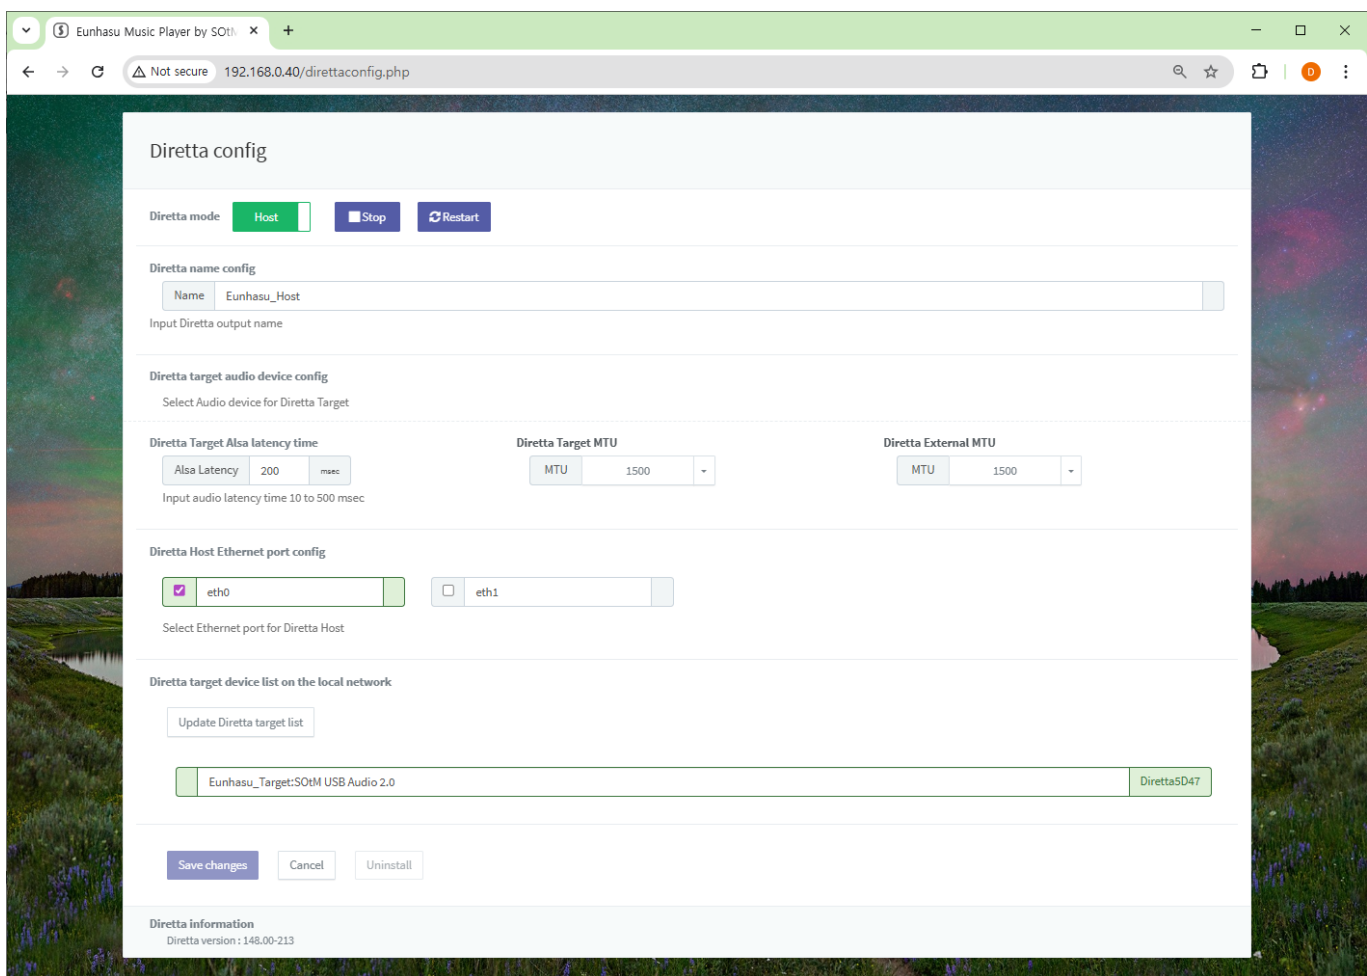 Eunhasu Music Player by SOtM
Not secure 192.168.0.40/direttaconfig.php
D
Diretta config
Diretta mode Host Stop Restart
Diretta name config
Name Eunhasu_Host
Input Diretta output name
Diretta target audio device config
Select Audio device for Diretta Target
Diretta Target Alsa latency time Diretta Target MTU Diretta External MTU
Alsa Latency 200 msec MTU 1500 MTU 1500
Input audio latency time 10 to 500 msec
Diretta Host Ethernet port config
eth0 eth1
Select Ethernet port for Diretta Host
Diretta target device list on the local network
Update Diretta target list
Eunhasu_Target:SOtM USB Audio 2.0 Diretta5D47
Save changes Cancel Uninstall
Diretta information
Diretta version : 148.00-213